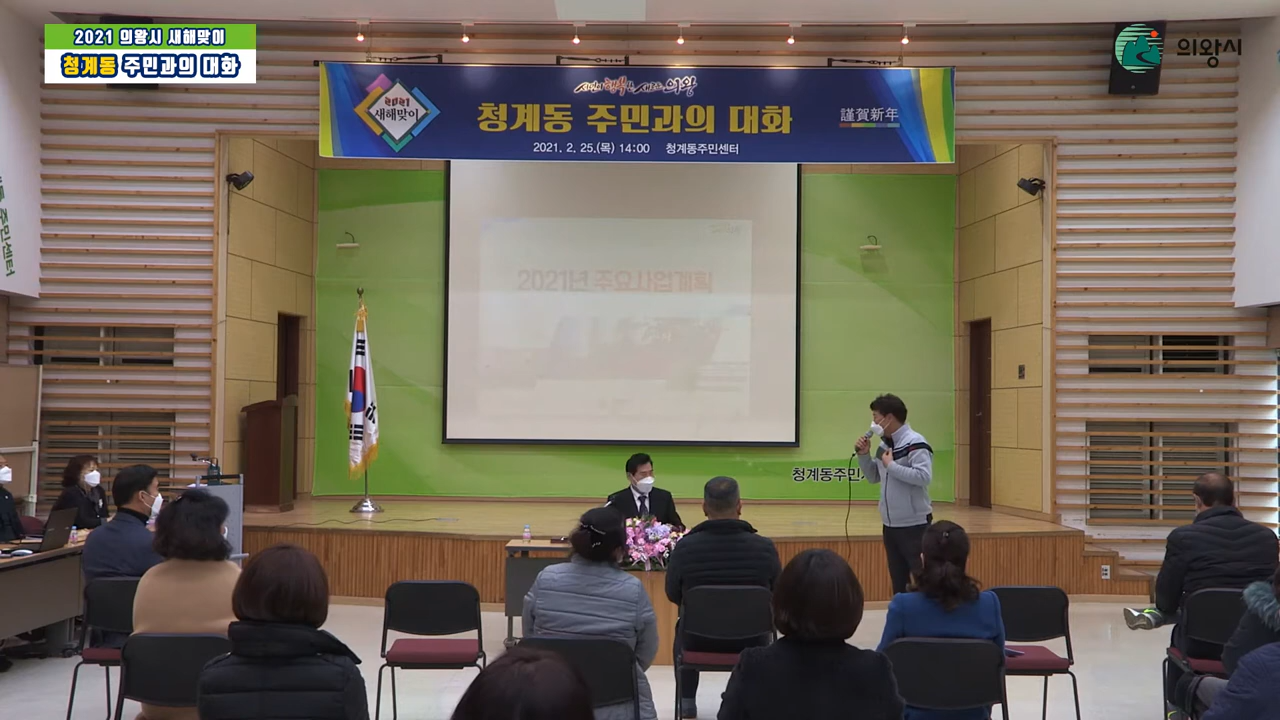 2021 의왕시 새해맞이
청계동 주민과의 대화
의왕시
시민이 행복한 새로운 의왕
2021
새해맞이
청계동 주민과의 대화
謹賀新年
2021. 2. 25.(목) 14:00 청계동주민센터
2021년 주요사업계획
주민센터
청계동주민